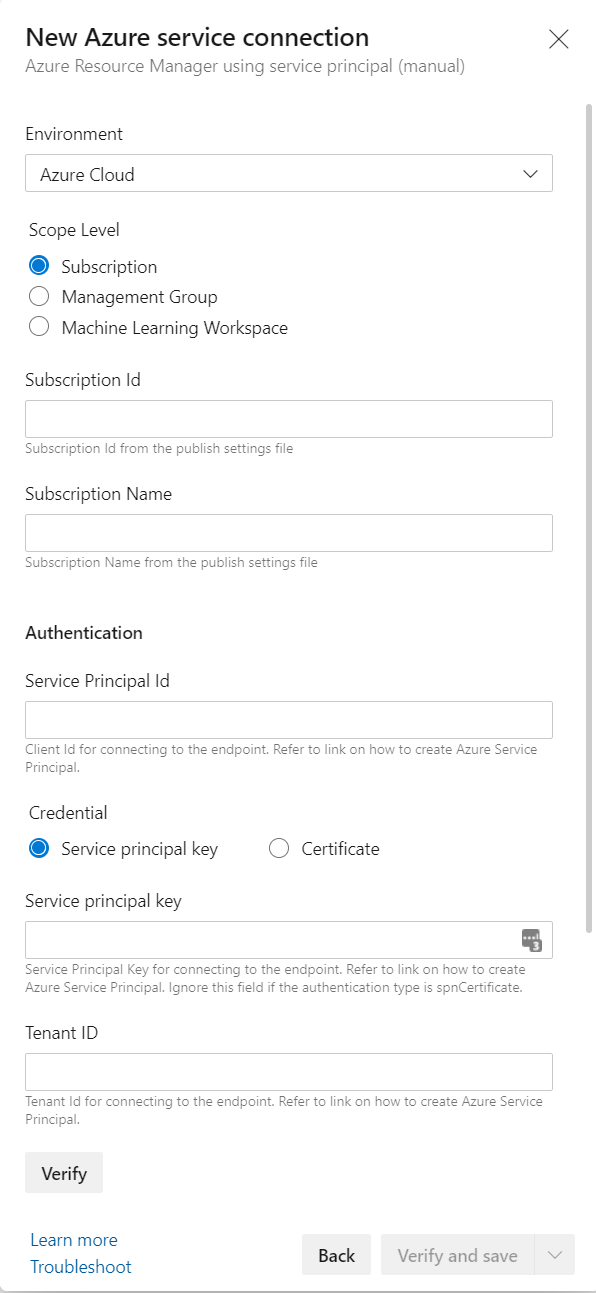 New Azure service connection
Azure Resource Manager using service principal (manual)
Environment
Azure Cloud
Scope Level
Subscription
Management Group
Machine Learning Workspace
Subscription Id
Subscription Id from the publish settings file
Subscription Name
Subscription Name from the publish settings file
Authentication
Service Principal Id
Client Id for connecting to the endpoint. Refer to link on how to create Azure Service
Principal.
Credential
Service principal key
Certificate
Service principal key
3
Service Principal Key for connecting to the endpoint. Refer to link on how to create
Azure Service Principal. Ignore this field if the authentication type is spnCertificate.
Tenant ID
Tenant Id for connecting to the endpoint. Refer to link on how to create Azure Service
Principal.
Verify
Learn more
Troubleshoot
Back
Verify and save